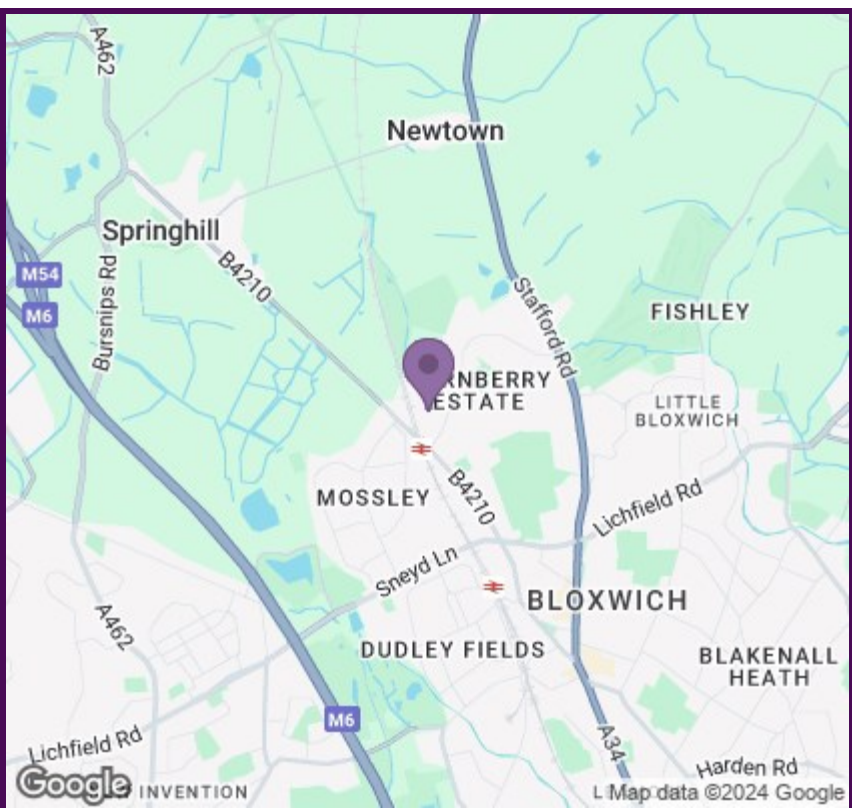 A462
Newtown
Springhill
M54
M6
Bursnips Rd
B4210
Stafford Rd
FISHLEY
RNBERRY
ESTATE
LITTLE
BLOXWICH
MOSSLEY
B4210
Lichfield Rd
Sneyd Ln
BLOXWICH
A462
DUDLEY FIELDS
BLAKENALL
HEATH
M6
A34
Lichfield Rd
Harden Rd
Google
INVENTION
Map data ©2024 Google